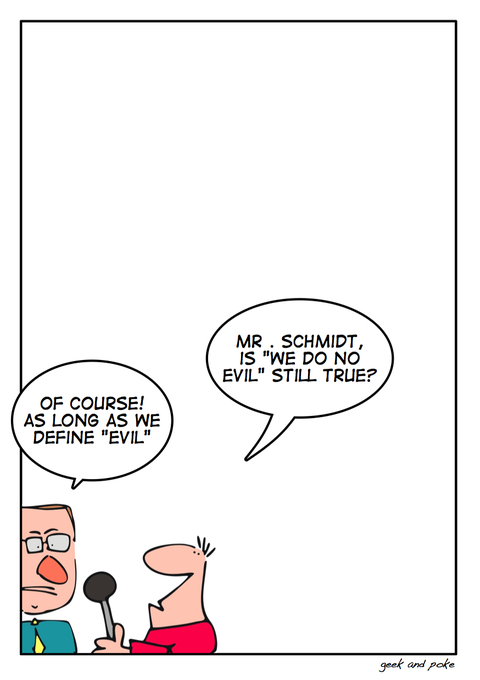 MR . SCHMIDT,
IS "WE DO NO
EVIL" STILL TRUE?
OF COURSE!
AS LONG AS WE
DEFINE "EVIL"
geek and poke